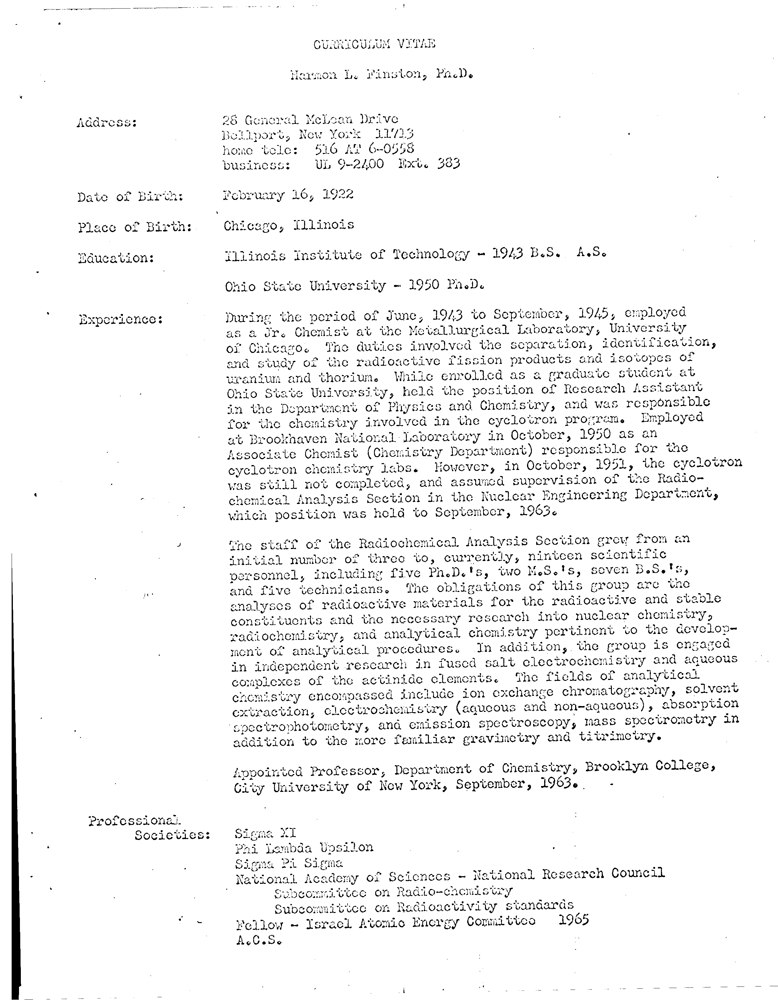 CURRICULUM VITAE
Harmon L. Finston, Ph.D.
Address: 28 General McLean Drive
Bellport, New York 11713
home tele: 516 AT 6-0558
business: UL 9-2400 Ext. 383
Date of Birth: February 16, 1922
Place of Birth: Chicago, Illinois
Education: Illinois Institute of Technology - 1943 B.S. A.S.
Ohio State University - 1950 Ph.D.
Experience: During the period of June, 1943 to September, 1945, employed
as a Jr. Chemist at the Metallurgical Laboratory, University
of Chicago. The duties involved the separation, identification,
and study of the radioactive fission products and isotopes of
uranium and thorium. While enrolled as a graduate student at
Ohio State University, held the position of Research Assistant
in the Department of Physics and Chemistry, and was responsible
for the chemistry involved in the cyclotron program. Employed
at Brookhaven National Laboratory in October, 1950 as an
Associate Chemist (Chemistry Department) responsible for the
cyclotron chemistry labs. However, in October, 1951, the cyclotron
was still not completed, and assumed supervision of the Radio-
chemical Analysis Section in the Nuclear Engineering Department,
which position was held to September, 1963.
The staff of the Radiochemical Analysis Section grew from an
initial number of three to, currently, ninteen scientific
personnel, including five Ph.D.'s, two M.S.'s, seven B.S.'s,
and five technicians. The obligations of this group are the
analyses of radioactive materials for the radioactive and stable
constituents and the necessary research into nuclear chemistry,
radiochemistry, and analytical chemistry pertinent to the develop-
ment of analytical procedures. In addition, the group is engaged
in independent research in fused salt electrochemistry and aqueous
complexes of the actinide elements. The fields of analytical
chemistry encompassed include ion exchange chromatography, solvent
extraction, electrochemistry (aqueous and non-aqueous), absorption
spectrophotometry, and emission spectroscopy, mass spectrometry in
addition to the more familiar gravimetry and titrimetry.
Appointed Professor, Department of Chemistry, Brooklyn College,
City University of New York, September, 1963.
Professional
Societies: Sigma XI
Phi Lambda Upsilon
Sigma Pi Sigma
National Academy of Sciences - National Research Council
Subcommittee on Radio-chemistry
Subcommittee on Radioactivity standards
Fellow - Israel Atomic Energy Committee 1965
A.C.S.